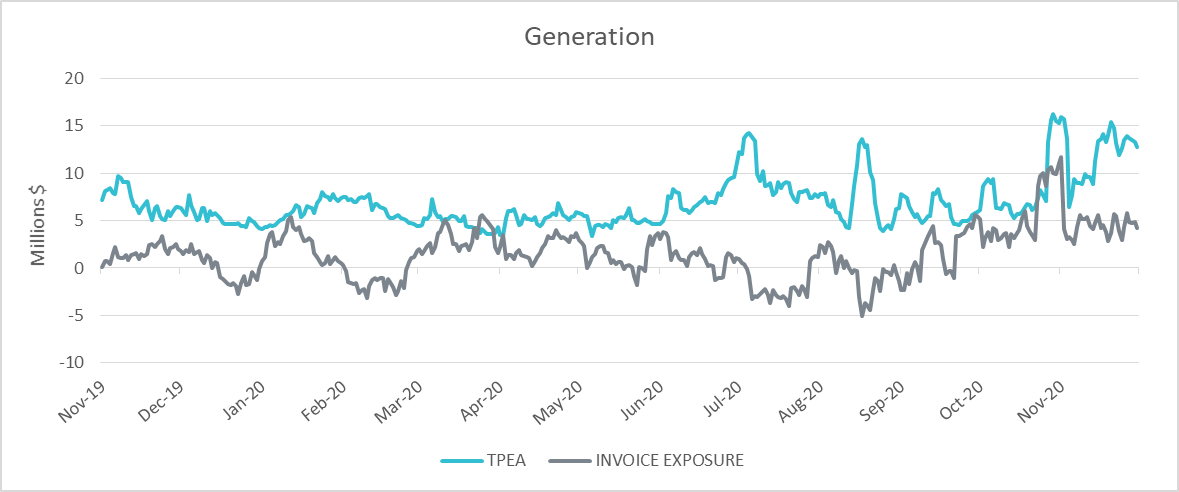 Generation
Millions $
20
15
10
5
0
-5
-10
Nov-19 Dec-19 Jan-20 Feb-20 Mar-20 Apr-20 May-20 Jun-20 Jul-20 Aug-20 Sep-20 Oct-20 Nov-20
TPEA INVOICE EXPOSURE